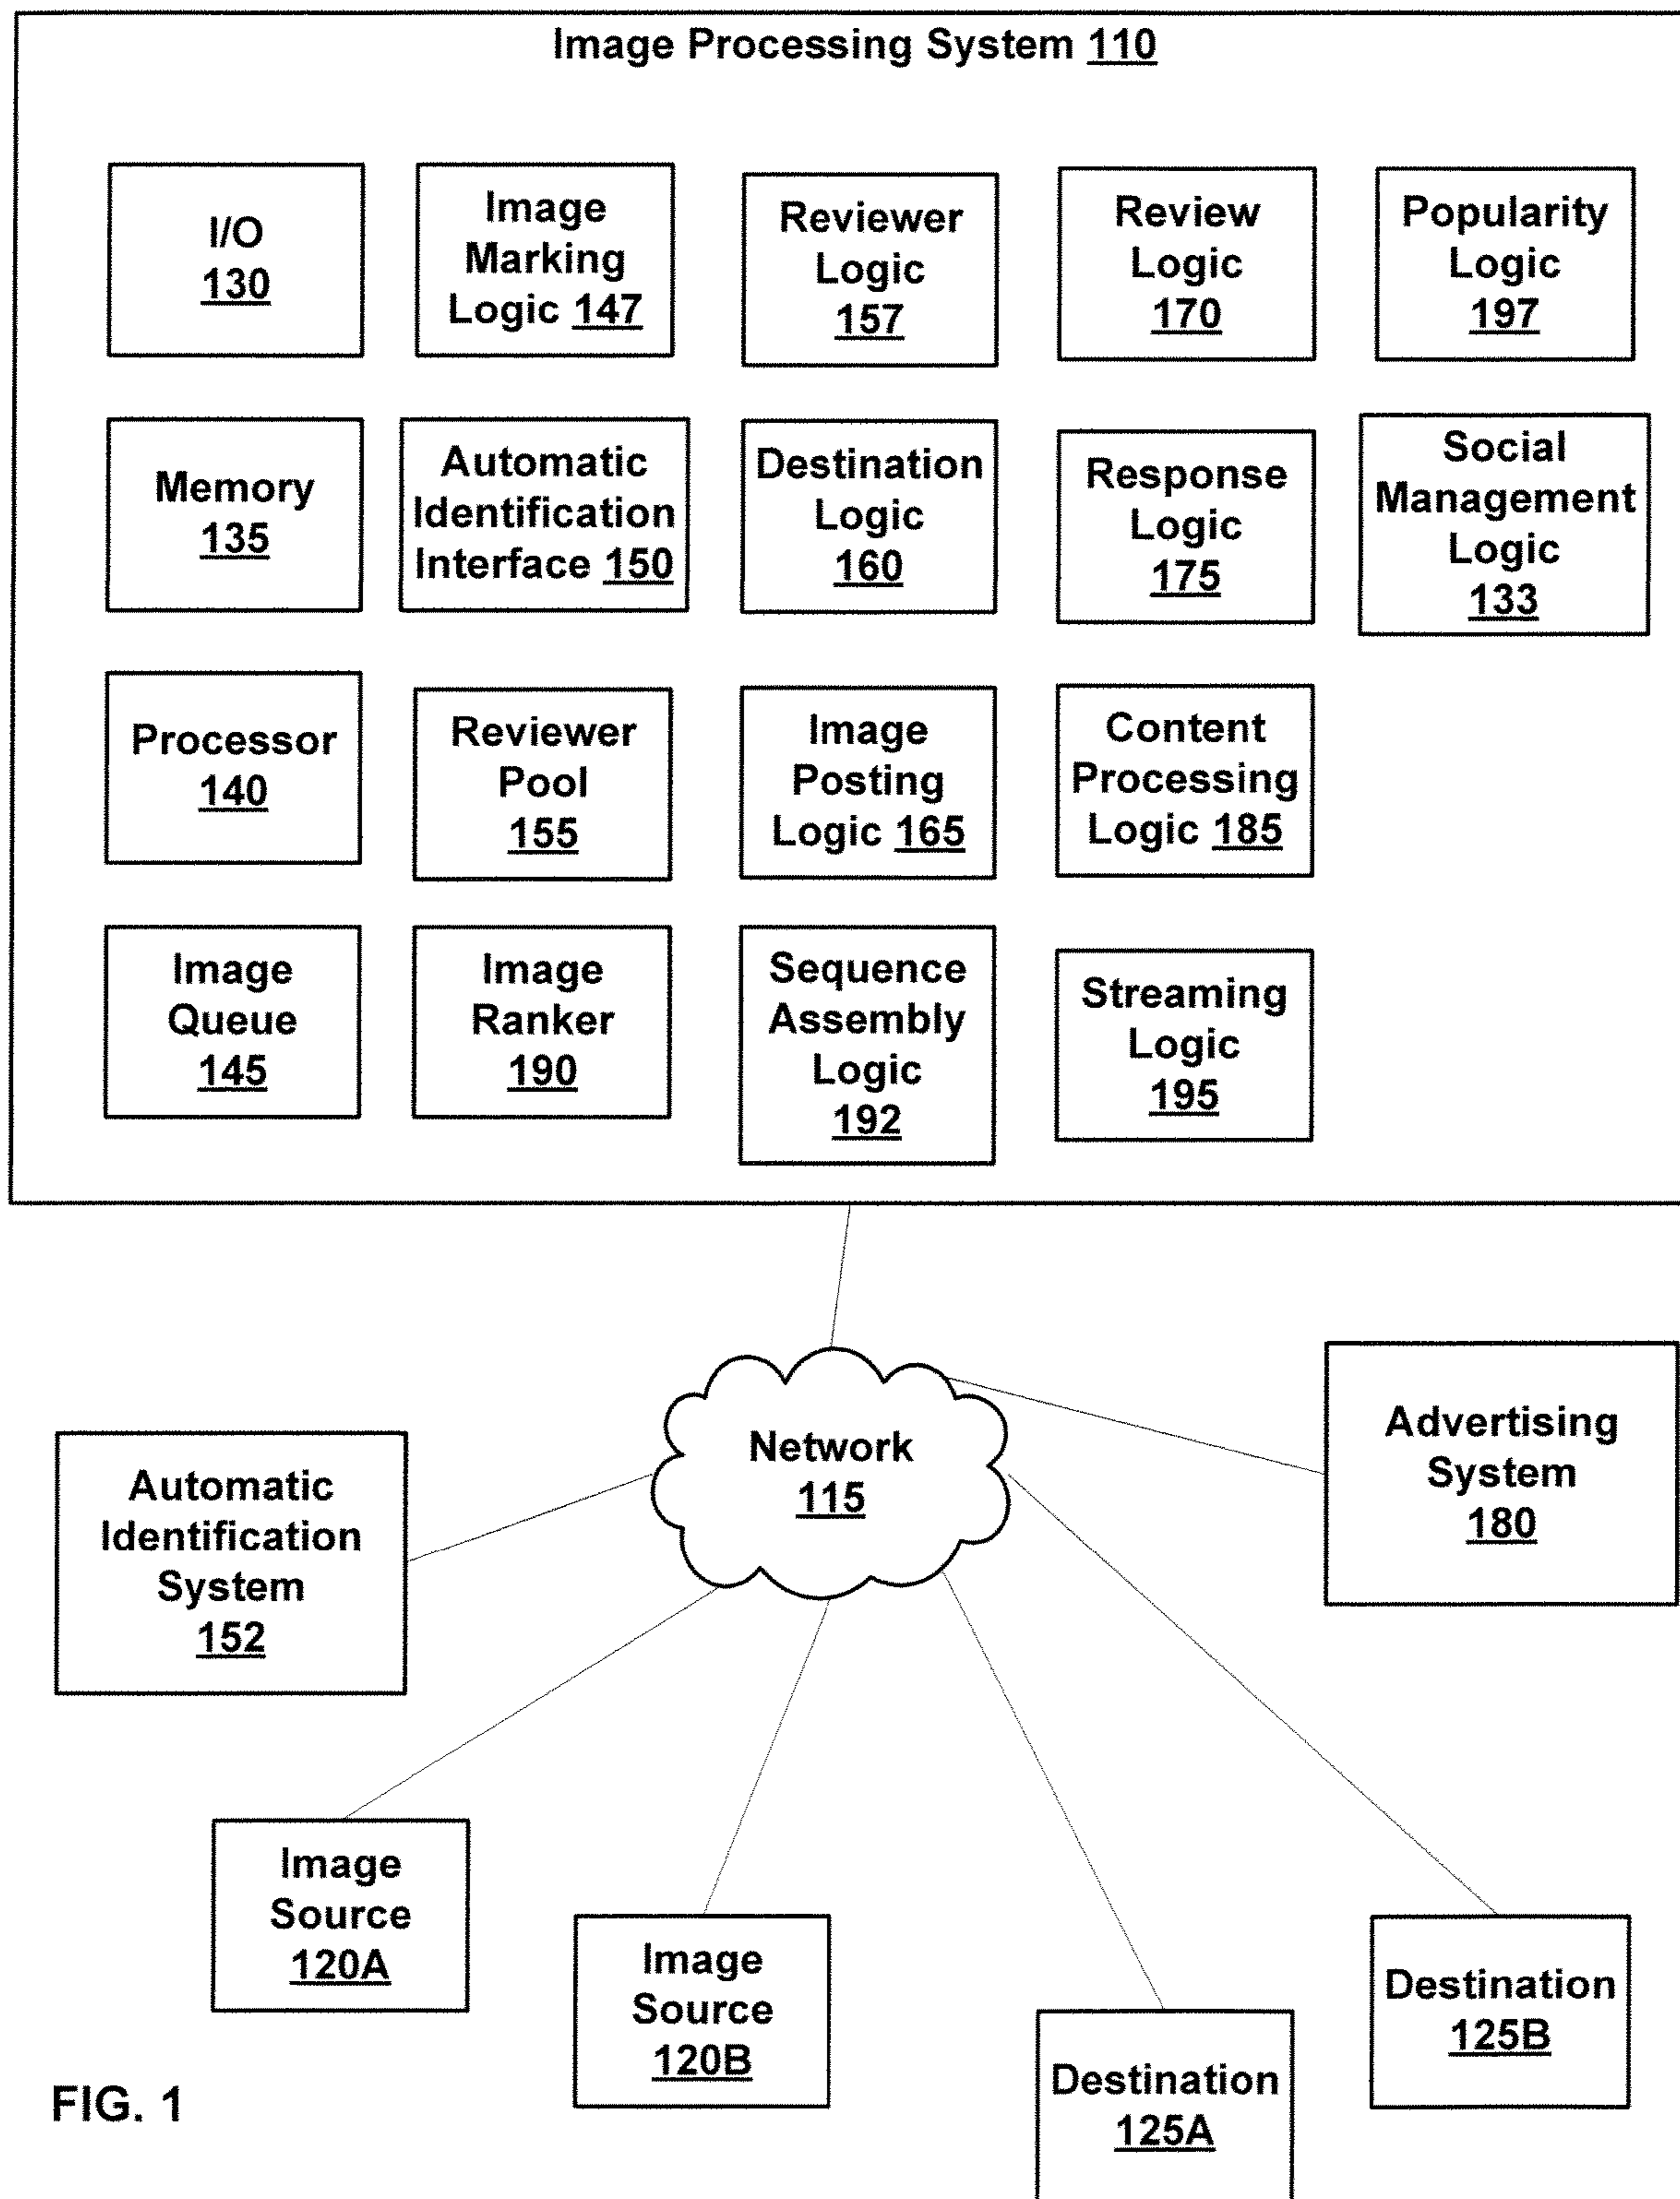 Image Processing System 110
I/O
130
Image
Marking
Logic 147
Reviewer
Logic
157
Review
Logic
170
Popularity
Logic
197
Memory
135
Automatic
Identification
Interface 150
Destination
Logic
160
Response
Logic
175
Social
Management
Logic
133
Processor
140
Reviewer
Pool
155
Image
Posting
Logic 165
Content
Processing
Logic 185
Image
Queue
145
Image
Ranker
190
Sequence
Assembly
Logic
192
Streaming
Logic
195
Network
115
Advertising
System
180
Automatic
Identification
System
152
Image
Source
120A
Image
Source
120B
Destination
125A
Destination
125B
FIG. 1